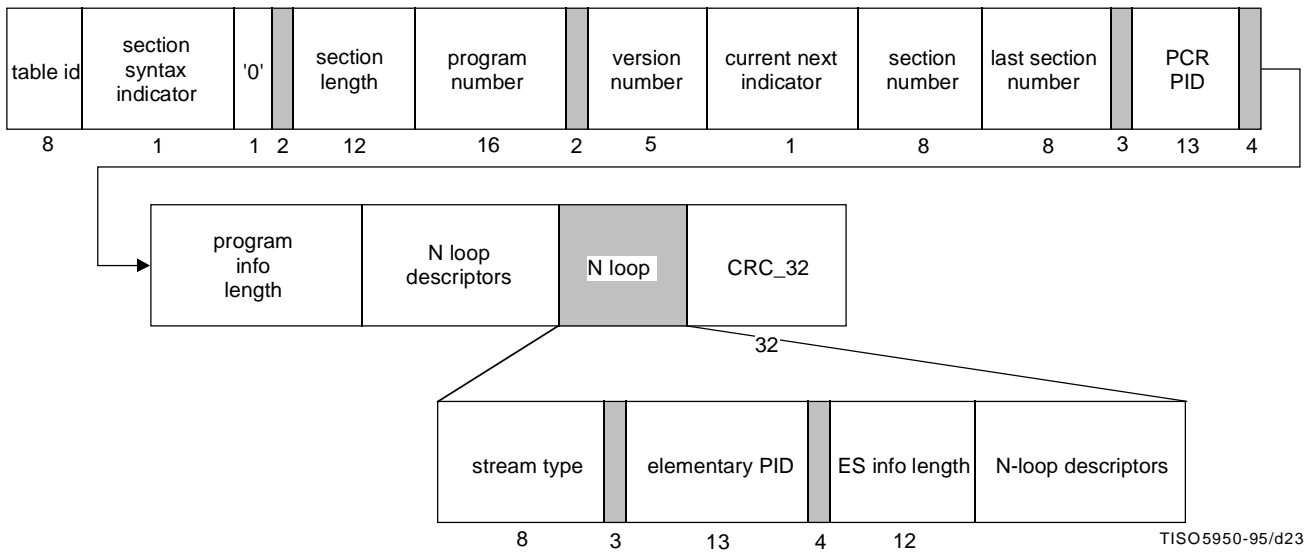 table id
section
syntax
indicator
'0'
section
length
program
number
version
number
current next
indicator
section
number
last section
number
PCR
PID
8 1 1 2 12 16 2 5 1 8 8 3 13 4
program
info
length
N loop
descriptors
N loop
CRC_32
32
stream type
elementary PID
ES info length
N-loop descriptors
8 3 13 4 12
TISO5950-95/d23